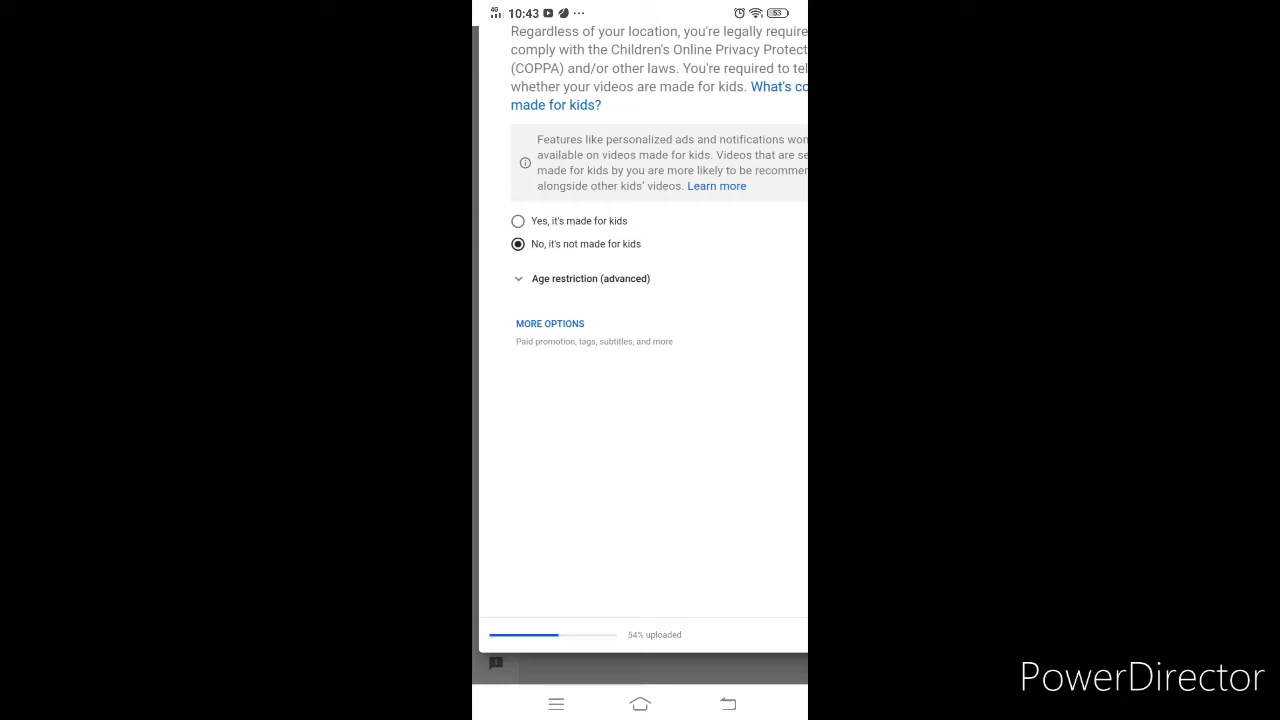 4G 10:43 53
Regardless of your location, you're legally require
comply with the Children's Online Privacy Protect
(COPPA) and/or other laws. You're required to tel
whether your videos are made for kids. What's co
made for kids?
Features like personalized ads and notifications won
available on videos made for kids. Videos that are se
made for kids by you are more likely to be recommer
alongside other kids' videos. Learn more
Yes, it's made for kids
No, it's not made for kids
Age restriction (advanced)
MORE OPTIONS
Paid promotion, tags, subtitles, and more
54% uploaded
PowerDirector